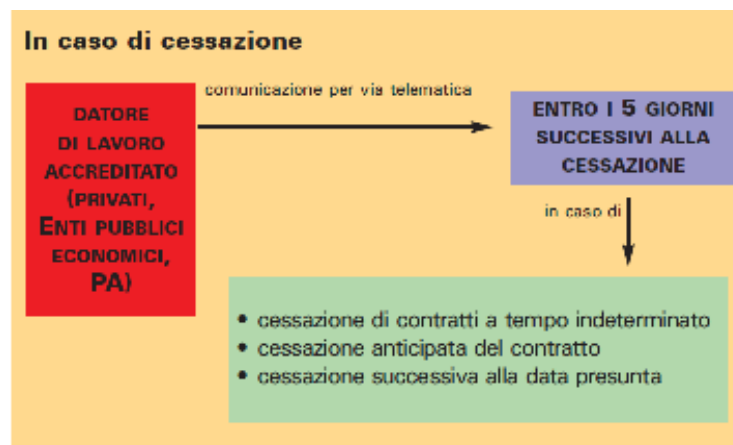 In caso di cessazione
comunicazione per via telematica
DATORE
DI LAVORO
ACCREDITATO
(PRIVATI,
ENTI PUBBLICI
ECONOMICI,
PA)
ENTRO I 5 GIORNI
SUCCESSIVI ALLA
CESSAZIONE
in caso di
• cessazione di contratti a tempo indeterminato
• cessazione anticipata del contratto
• cessazione successiva alla data presunta